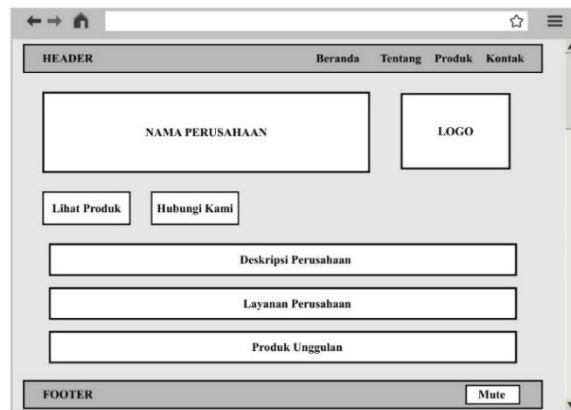 HEADER Beranda Tentang Produk Kontak
NAMA PERUSAHAAN LOGO
Lihat Produk Hubungi Kami
Deskripsi Perusahaan
Layanan Perusahaan
Produk Unggulan
FOOTER Mute